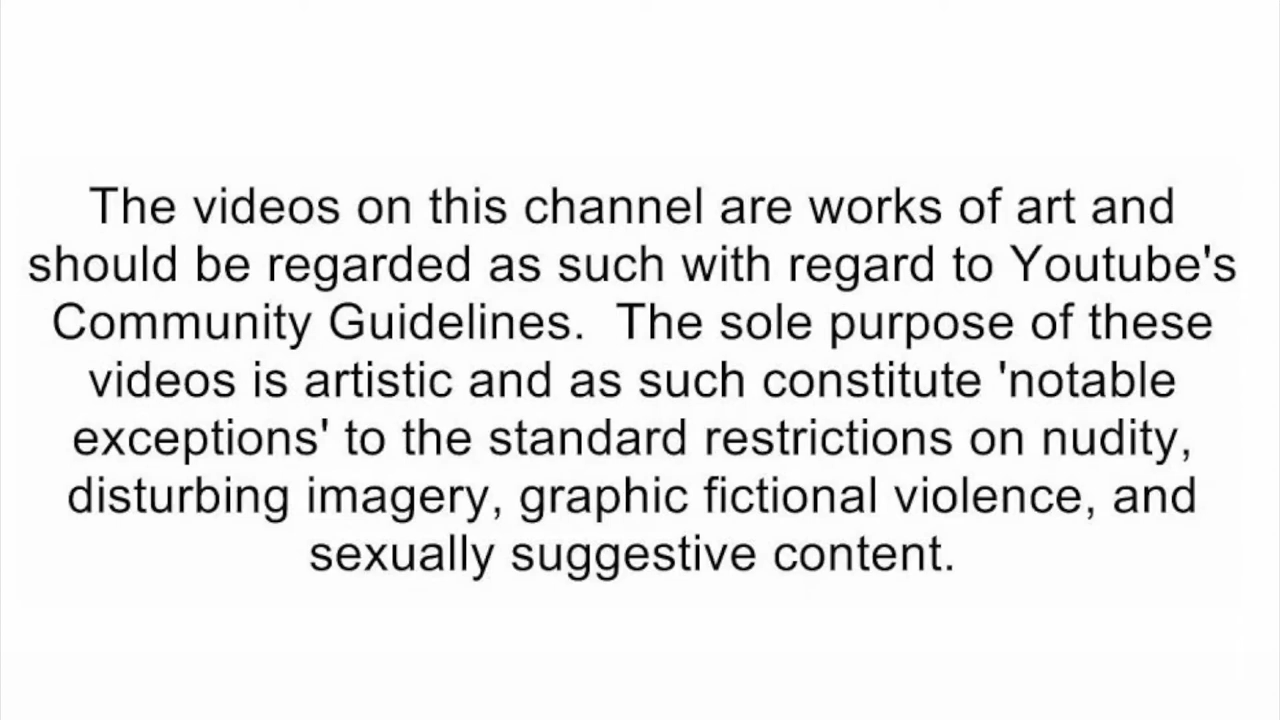 The videos on this channel are works of art and
should be regarded as such with regard to Youtube's
Community Guidelines.  The sole purpose of these
videos is artistic and as such constitute 'notable
exceptions' to the standard restrictions on nudity,
disturbing imagery, graphic fictional violence, and
sexually suggestive content.